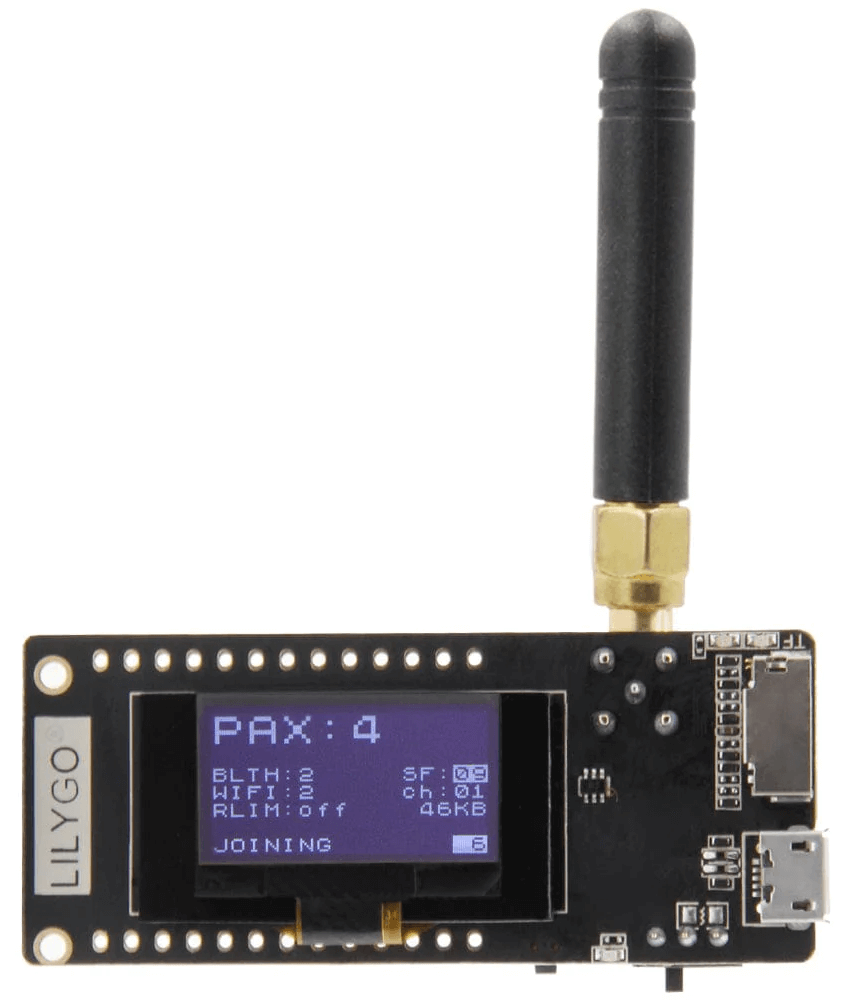 LILYGO®
PAX:4
BLTH:2 SF:09
WIFI:2 ch:01
RLIM:off 46KB
JOINING 6
TF